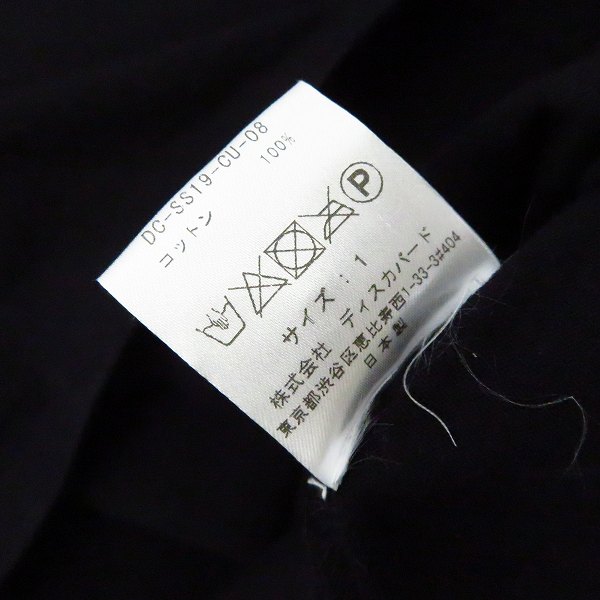 DC-SS19-CU-08
コットン 100%
P
サイズ:1
株式会社 ディスカバード
東京都渋谷区恵比寿西1-33-3#404
日本製